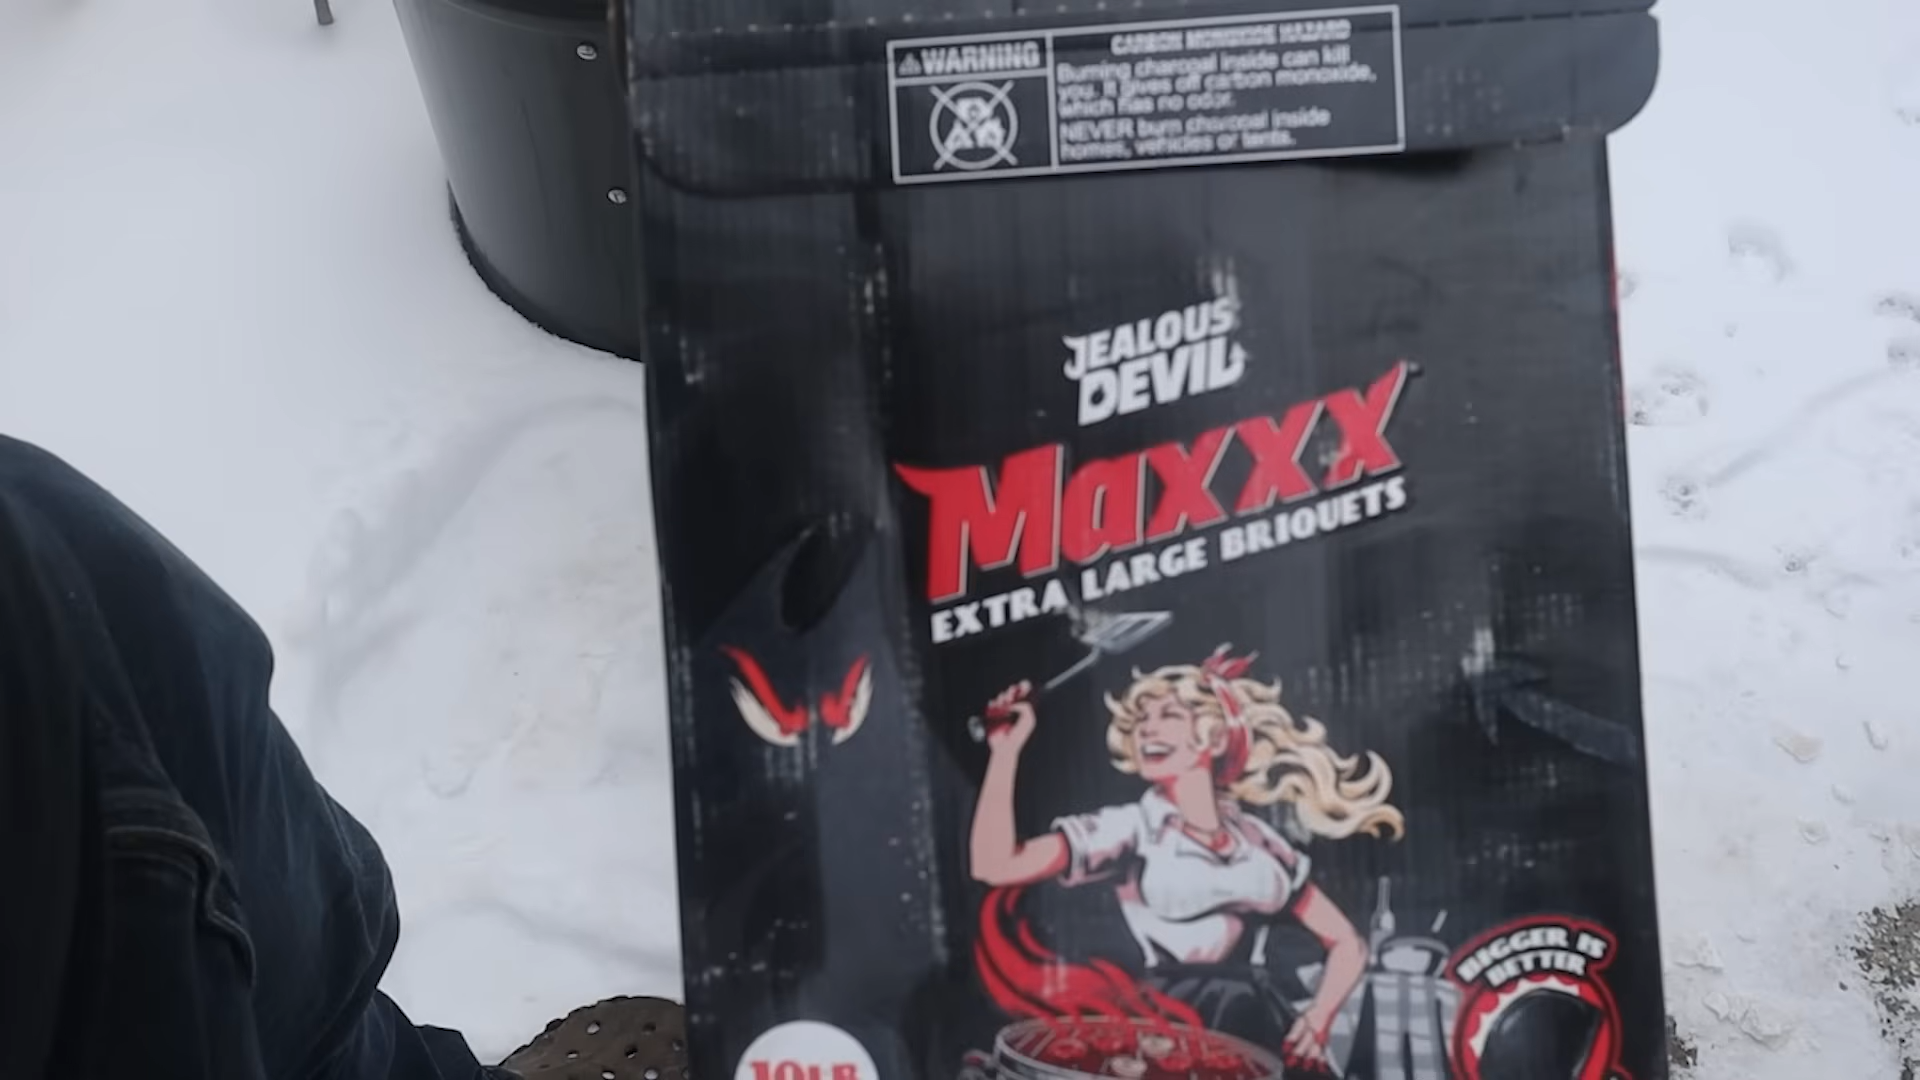 WARNING
CARBON MONOXIDE HAZARD
Burning charcoal inside can kill
you. It gives off carbon monoxide,
which has no odor.
NEVER burn charcoal inside
homes, vehicles or tents.
JEALOUS
DEVIL
Maxxx
EXTRA LARGE BRIQUETS
BIGGER IS
BETTER
10LB